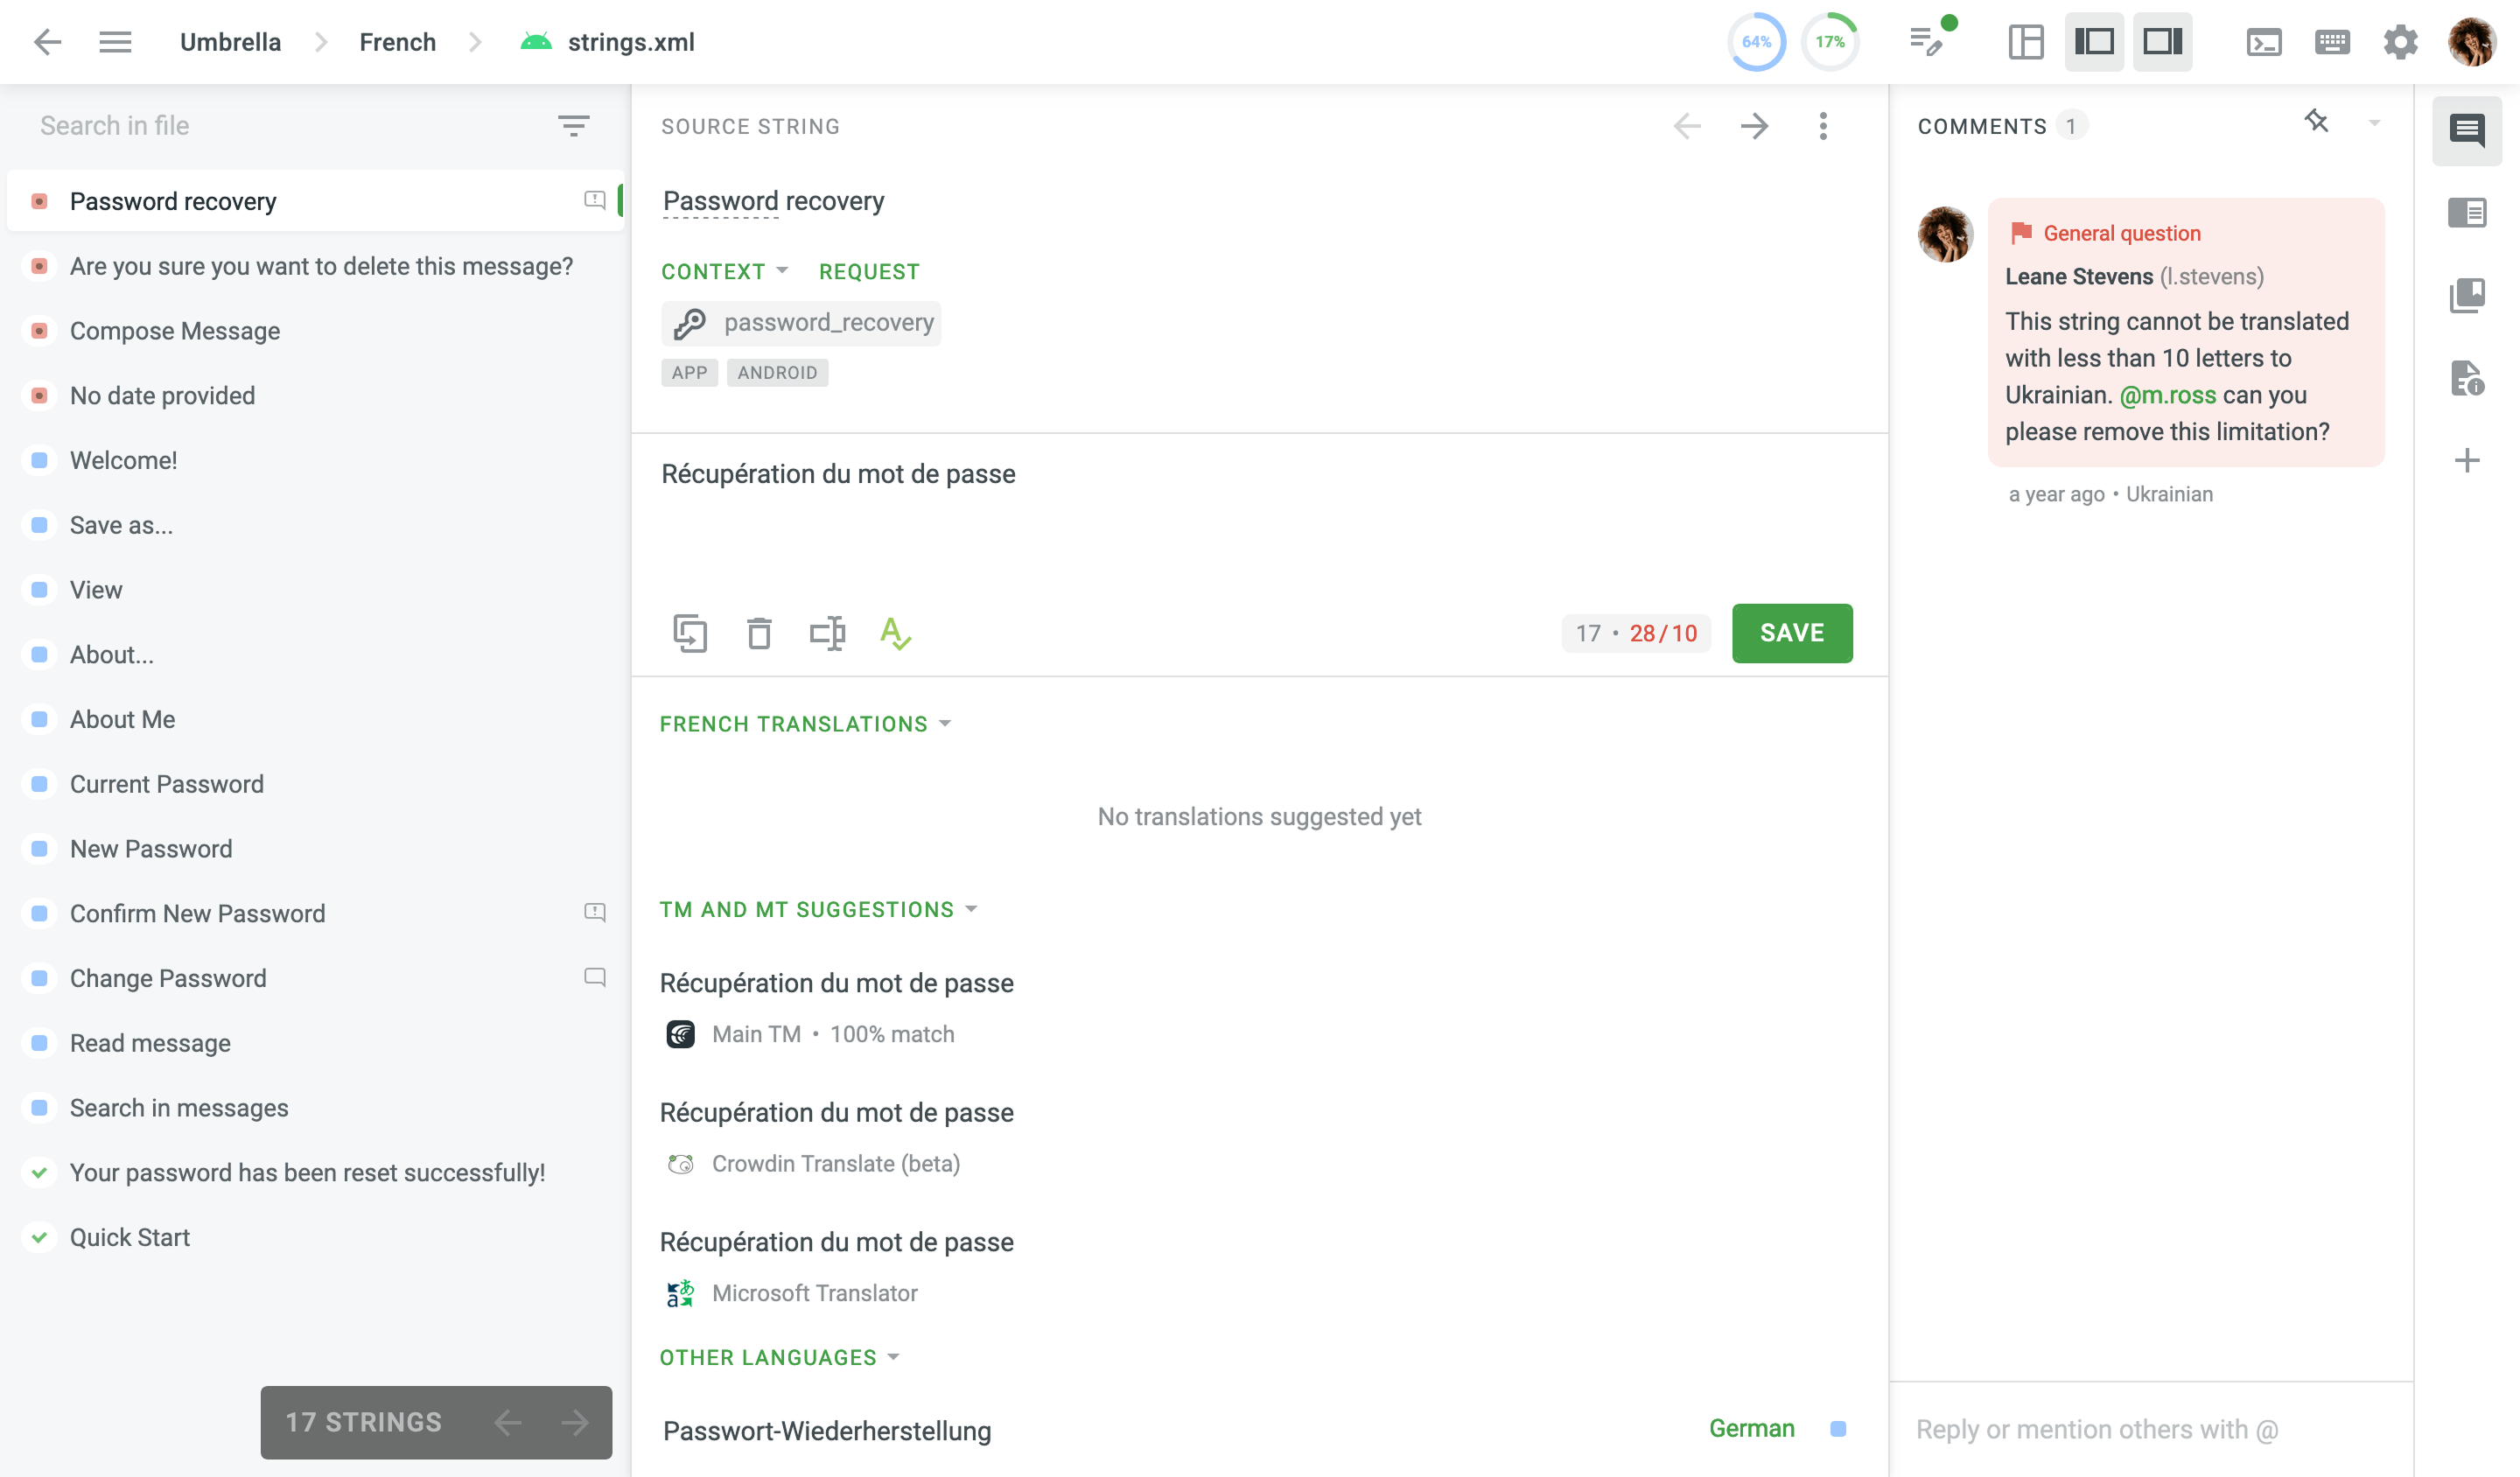 Umbrella
French
strings.xml
64%
17%
Search in file
Password recovery
Are you sure you want to delete this message?
Compose Message
No date provided
Welcome!
Save as...
View
About...
About Me
Current Password
New Password
Confirm New Password
Change Password
Read message
Search in messages
Your password has been reset successfully!
Quick Start
17 STRINGS
SOURCE STRING
Password recovery
CONTEXT REQUEST
password_recovery
APP ANDROID
Récupération du mot de passe
17 • 28/10
SAVE
FRENCH TRANSLATIONS
No translations suggested yet
TM AND MT SUGGESTIONS
Récupération du mot de passe
Main TM • 100% match
Récupération du mot de passe
Crowdin Translate (beta)
Récupération du mot de passe
Microsoft Translator
OTHER LANGUAGES
Passwort-Wiederherstellung
German
COMMENTS 1
General question
Leane Stevens (l.stevens)
This string cannot be translated
with less than 10 letters to
Ukrainian. @m.ross can you
please remove this limitation?
a year ago • Ukrainian
Reply or mention others with @